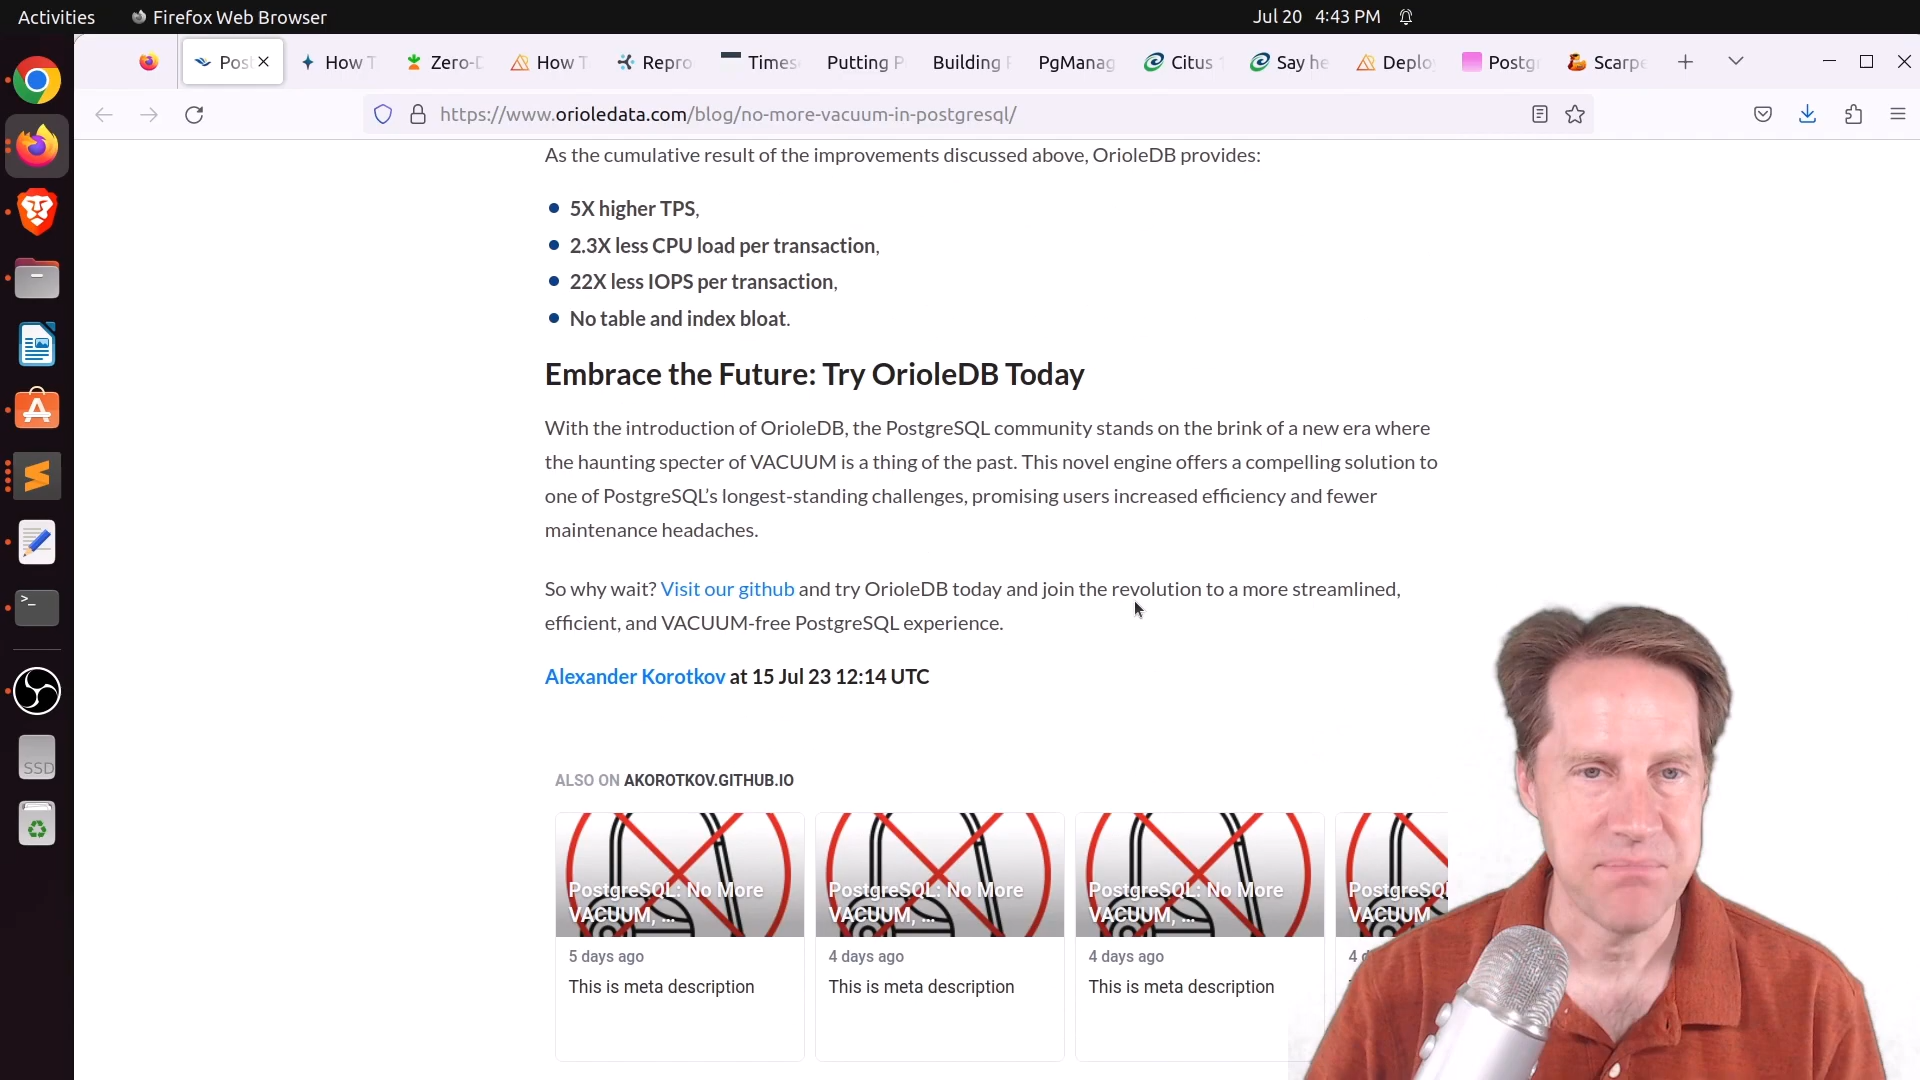 Activities
Firefox Web Browser
Jul 20 4:43 PM
Pos
How T
Zero-D
How T
Repro
Times
Putting P
Building P
PgManag
Citus 1
Say he
Deplo
Postg
Scarpe
https://www.orioledata.com/blog/no-more-vacuum-in-postgresql/
As the cumulative result of the improvements discussed above, OrioleDB provides:
5X higher TPS,
2.3X less CPU load per transaction,
22X less IOPS per transaction,
No table and index bloat.
Embrace the Future: Try OrioleDB Today
With the introduction of OrioleDB, the PostgreSQL community stands on the brink of a new era where
the haunting specter of VACUUM is a thing of the past. This novel engine offers a compelling solution to
one of PostgreSQL’s longest-standing challenges, promising users increased efficiency and fewer
maintenance headaches.
So why wait? Visit our github and try OrioleDB today and join the revolution to a more streamlined,
efficient, and VACUUM-free PostgreSQL experience.
Alexander Korotkov at 15 Jul 23 12:14 UTC
ALSO ON AKOROTKOV.GITHUB.IO
PostgreSQL: No More
VACUUM, ...
5 days ago
This is meta description
PostgreSQL: No More
VACUUM, ...
4 days ago
This is meta description
PostgreSQL: No More
VACUUM, ...
4 days ago
This is meta description
PostgreSQL
VACUUM
4 d
SSD